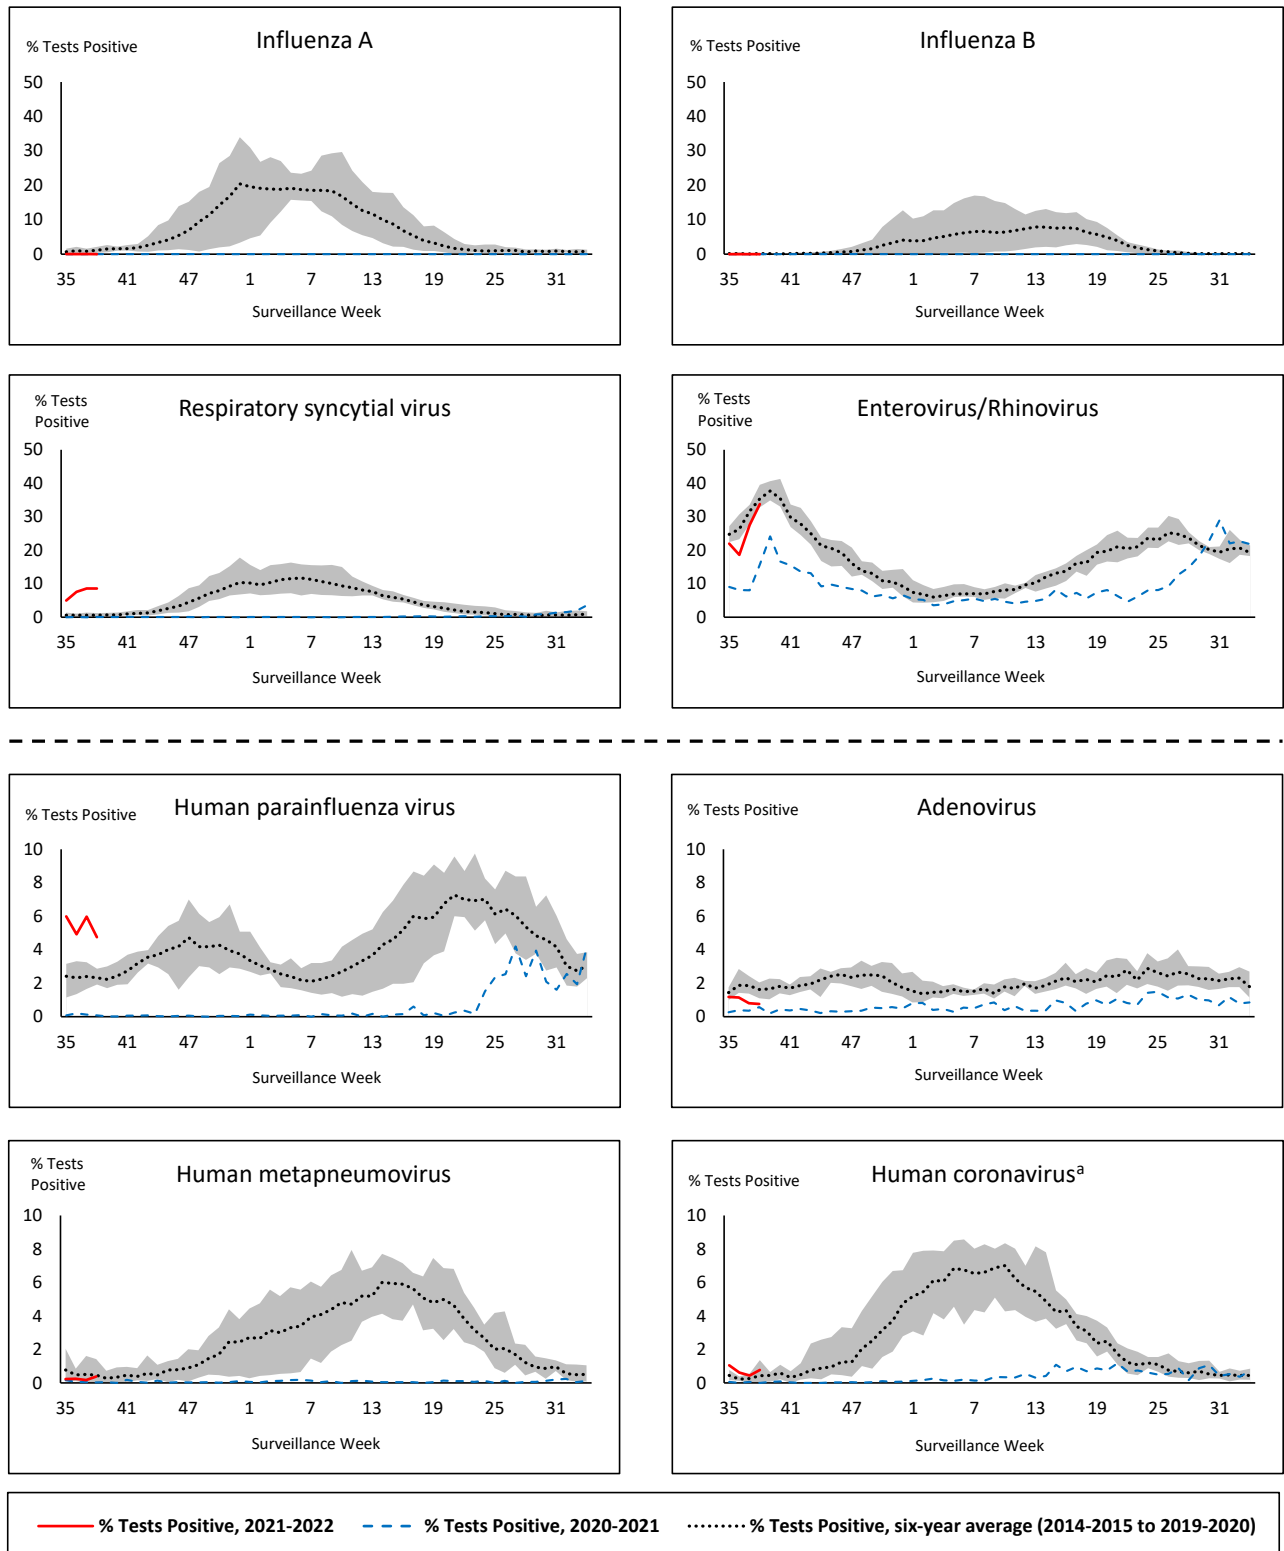 Influenza A
% Tests Positive
50
40
30
20
10
0
35 41 47 1 7 13 19 25 31
Surveillance Week
Influenza B
% Tests Positive
50
40
30
20
10
0
35 41 47 1 7 13 19 25 31
Surveillance Week
Respiratory syncytial virus
% Tests
Positive
50
40
30
20
10
0
35 41 47 1 7 13 19 25 31
Surveillance Week
Enterovirus/Rhinovirus
% Tests
Positive
50
40
30
20
10
0
35 41 47 1 7 13 19 25 31
Surveillance Week
Human parainfluenza virus
% Tests Positive
10
8
6
4
2
0
35 41 47 1 7 13 19 25 31
Surveillance Week
Adenovirus
% Tests Positive
10
8
6
4
2
0
35 41 47 1 7 13 19 25 31
Surveillance Week
Human metapneumovirus
% Tests
Positive
10
8
6
4
2
0
35 41 47 1 7 13 19 25 31
Surveillance Week
Human coronavirusᵃ
% Tests Positive
10
8
6
4
2
0
35 41 47 1 7 13 19 25 31
Surveillance Week
% Tests Positive, 2021-2022 % Tests Positive, 2020-2021 % Tests Positive, six-year average (2014-2015 to 2019-2020)